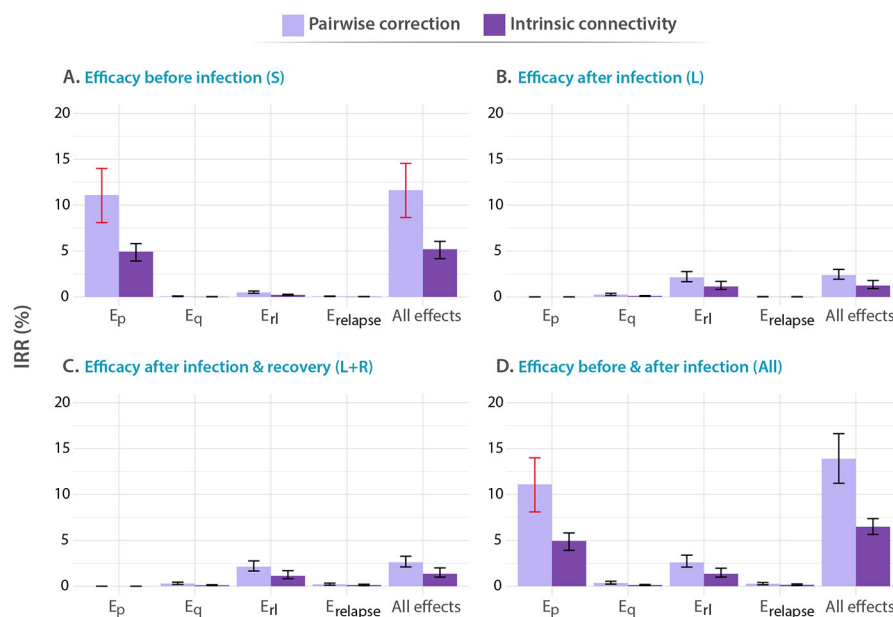 Pairwise correction Intrinsic connectivity
A. Efficacy before infection (S)
20
15
10
5
0
Ep Eq Erl Erelapse All effects
B. Efficacy after infection (L)
20
15
10
5
0
Ep Eq Erl Erelapse All effects
IRR (%)
C. Efficacy after infection & recovery (L+R)
20
15
10
5
0
Ep Eq Erl Erelapse All effects
D. Efficacy before & after infection (All)
20
15
10
5
0
Ep Eq Erl Erelapse All effects